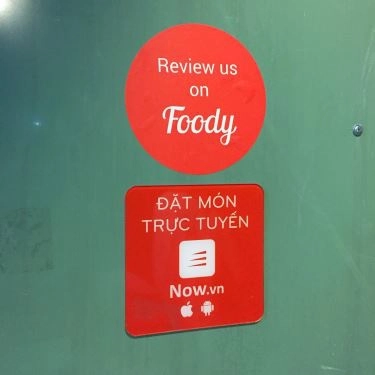 Review us
on
Foody
ĐẶT MÓN
TRỰC TUYẾN
Now.vn